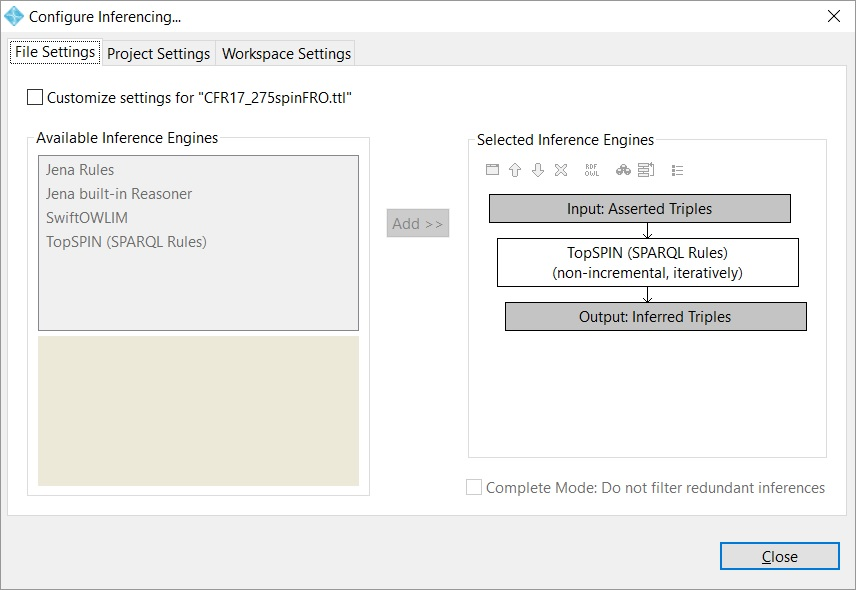 Configure Inferencing...
File Settings
Project Settings
Workspace Settings
Customize settings for "CFR17_275spinFRO.ttl"
Available Inference Engines
Jena Rules
Jena built-in Reasoner
SwiftOWLIM
TopSPIN (SPARQL Rules)
Add >>
Selected Inference Engines
RDF
OWL
Input: Asserted Triples
TopSPIN (SPARQL Rules)
(non-incremental, iteratively)
Output: Inferred Triples
Complete Mode: Do not filter redundant inferences
Close